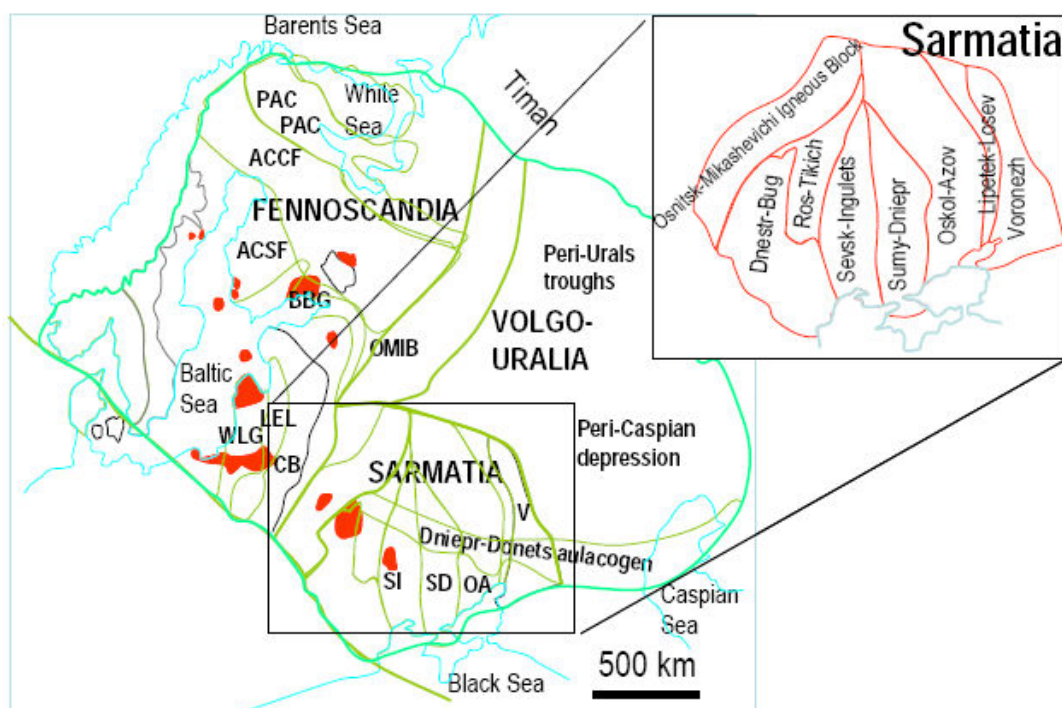 Barents Sea
PAC
White
Sea
PAC
ACCF
Timan
FENNOSCANDIA
ACSF
BBG
Peri-Urals
troughs
VOLGO-
URALIA
OMIB
Baltic
Sea
LEL
WLG
CB
SARMATIA
Peri-Caspian
depression
V
Dniepr-Donets aulacogen
SI
SD
OA
Caspian
Sea
500 km
Black Sea
Sarmatia
Osnitsk-Mikashevichi Igneous Block
Dnestr-Bug
Ros-Tikich
Sevsk-Ingulets
Sumy-Dniepr
Oskol-Azov
Lipetek-Losev
Voronezh